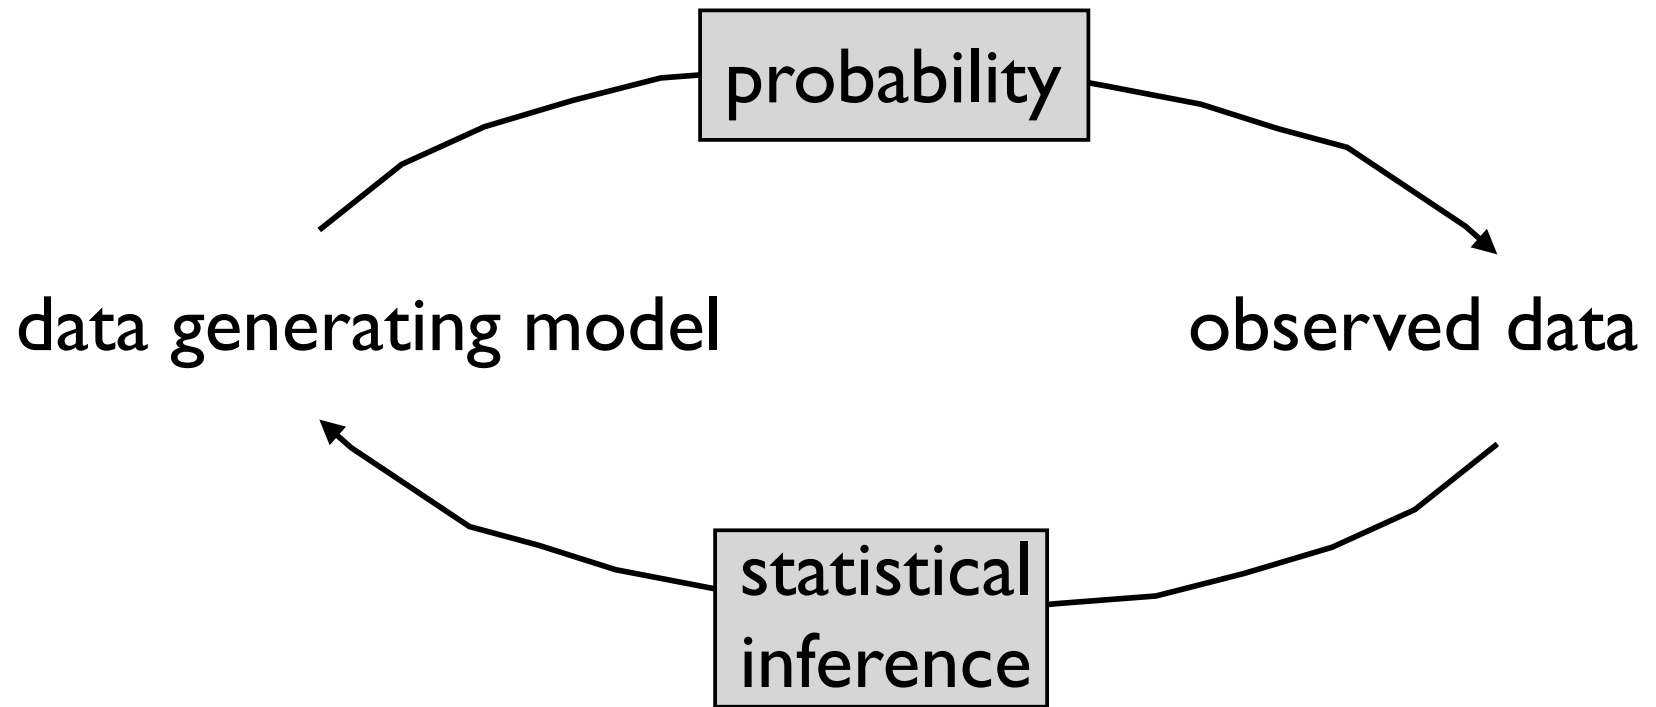 probability
data generating model
observed data
statistical
inference